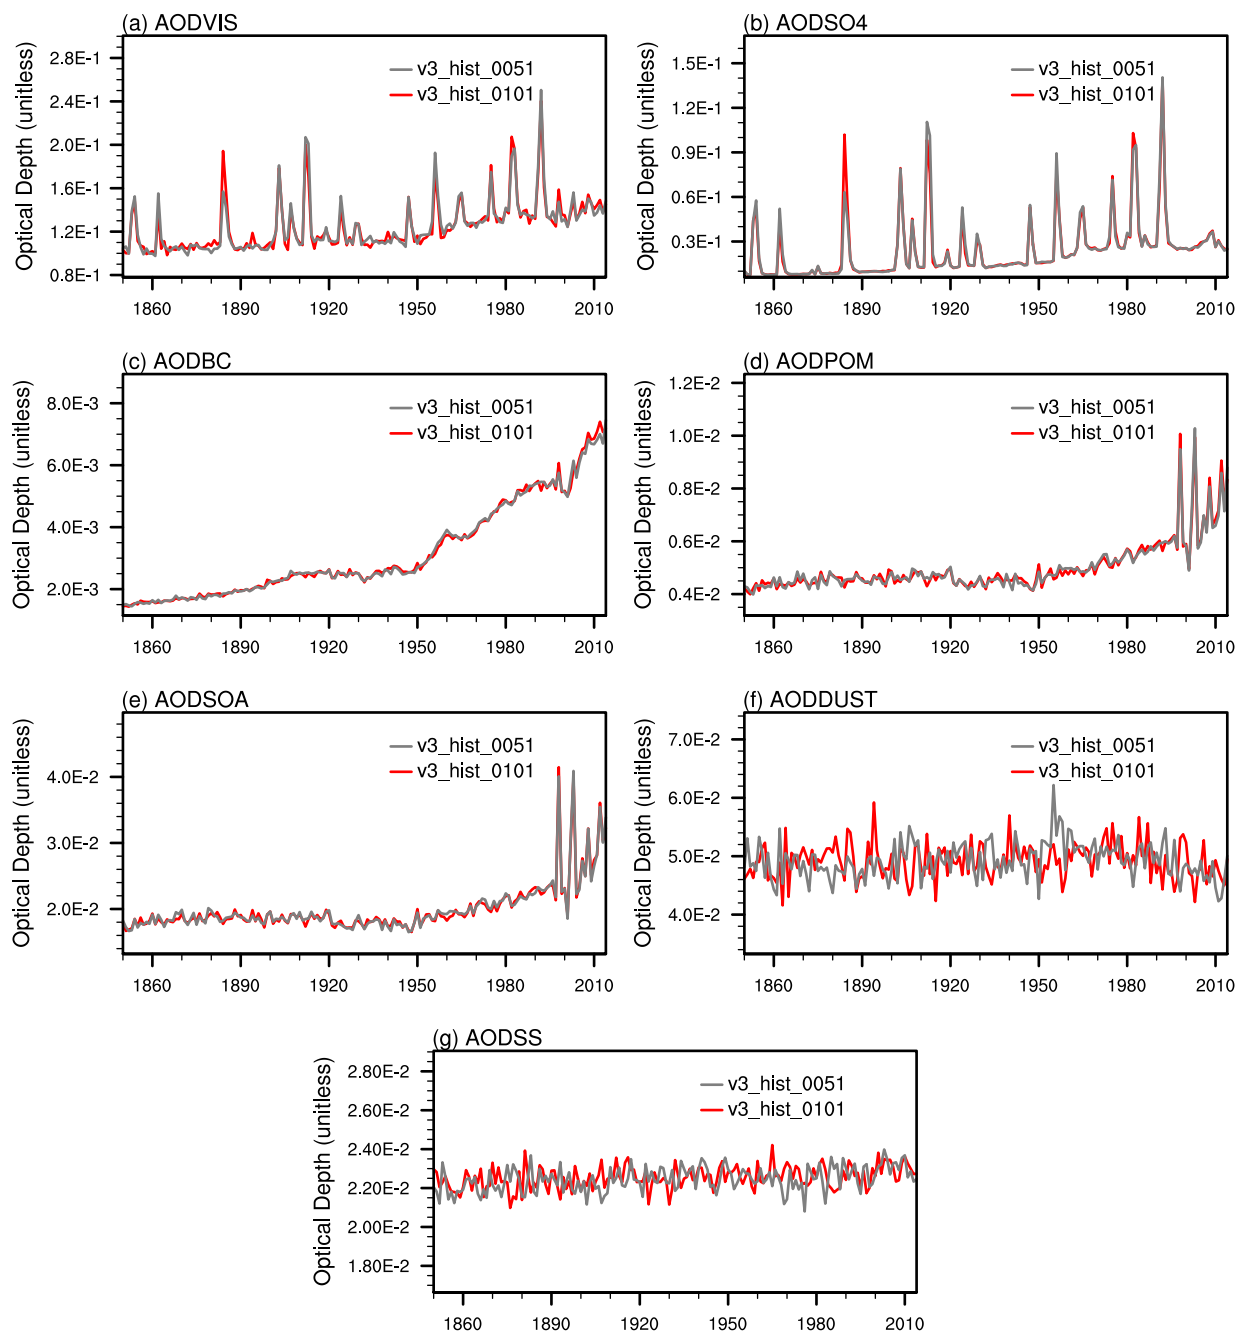 (a) AODVIS
Optical Depth (unitless)
2.8E-1
2.4E-1
2.0E-1
1.6E-1
1.2E-1
0.8E-1
v3_hist_0051
v3_hist_0101
1860 1890 1920 1950 1980 2010
(b) AODSO4
Optical Depth (unitless)
1.5E-1
1.2E-1
0.9E-1
0.6E-1
0.3E-1
v3_hist_0051
v3_hist_0101
1860 1890 1920 1950 1980 2010
(c) AODBC
Optical Depth (unitless)
8.0E-3
6.0E-3
4.0E-3
2.0E-3
v3_hist_0051
v3_hist_0101
1860 1890 1920 1950 1980 2010
(d) AODPOM
Optical Depth (unitless)
1.2E-2
1.0E-2
0.8E-2
0.6E-2
0.4E-2
v3_hist_0051
v3_hist_0101
1860 1890 1920 1950 1980 2010
(e) AODSOA
Optical Depth (unitless)
4.0E-2
3.0E-2
2.0E-2
v3_hist_0051
v3_hist_0101
1860 1890 1920 1950 1980 2010
(f) AODDUST
Optical Depth (unitless)
7.0E-2
6.0E-2
5.0E-2
4.0E-2
v3_hist_0051
v3_hist_0101
1860 1890 1920 1950 1980 2010
(g) AODSS
Optical Depth (unitless)
2.80E-2
2.60E-2
2.40E-2
2.20E-2
2.00E-2
1.80E-2
v3_hist_0051
v3_hist_0101
1860 1890 1920 1950 1980 2010